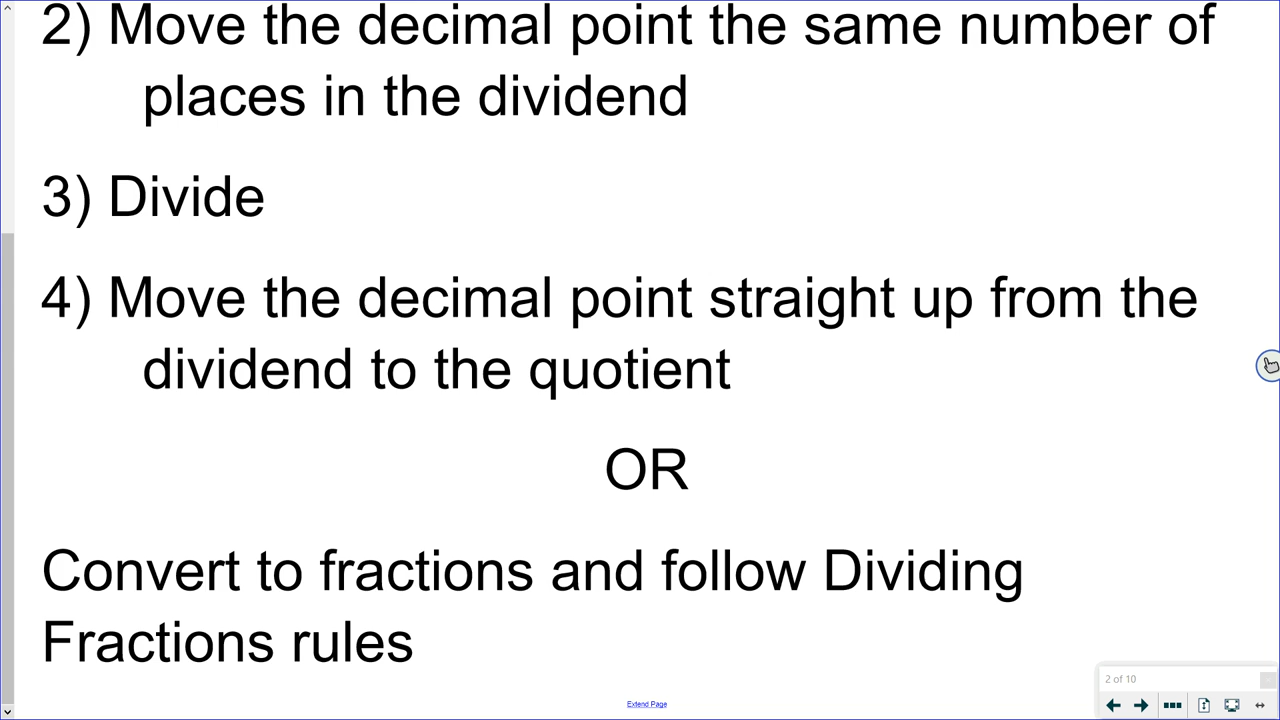 2) Move the decimal point the same number of
places in the dividend
3) Divide
4) Move the decimal point straight up from the
dividend to the quotient
OR
Convert to fractions and follow Dividing
Fractions rules
Extend Page
2 of 10